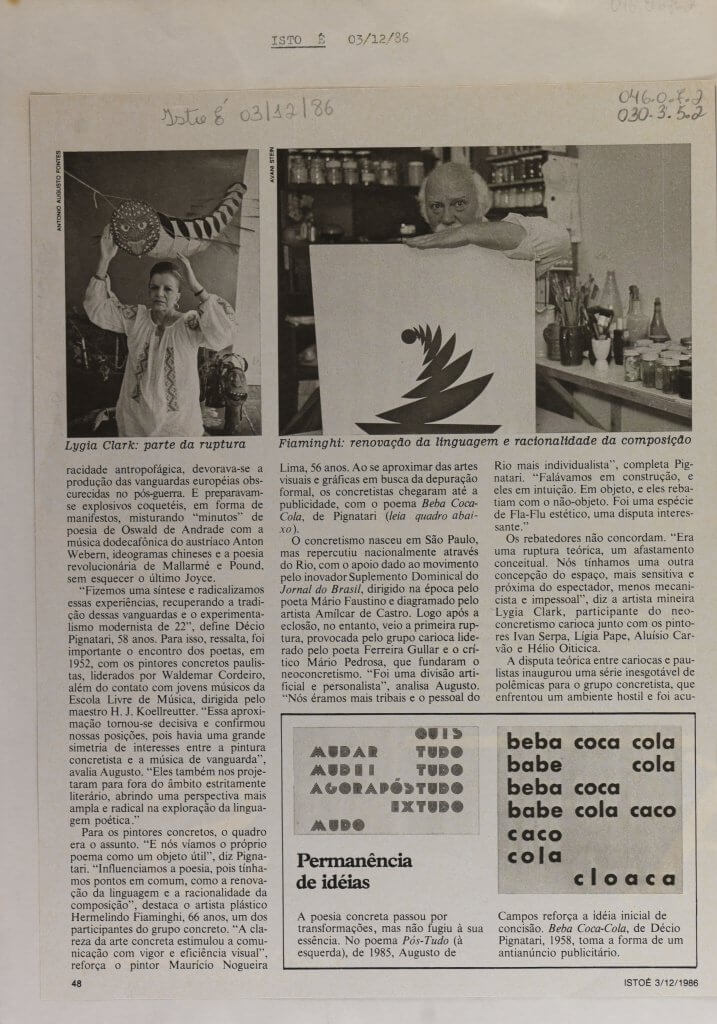 ISTO É 03/12/86
Isto É 03/12/86
046.0.7.2
030.3.5.2
ANTONIO AUGUSTO FONTES
AVANI STEIN
Lygia Clark: parte da ruptura
Fiaminghi: renovação da linguagem e racionalidade da composição
racidade antropofágica, devorava-se a
produção das vanguardas européias obs-
curecidas no pós-guerra. E preparavam-
se explosivos coquetéis, em forma de
manifestos, misturando "minutos" de
poesia de Oswald de Andrade com a
música dodecafônica do austríaco Anton
Webern, ideogramas chineses e a poesia
revolucionária de Mallarmé e Pound,
sem esquecer o último Joyce.
"Fizemos uma síntese e radicalizamos
essas experiências, recuperando a tradi-
ção dessas vanguardas e o experimenta-
lismo modernista de 22", define Décio
Pignatari, 58 anos. Para isso, ressalta, foi
importante o encontro dos poetas, em
1952, com os pintores concretos paulis-
tas, liderados por Waldemar Cordeiro,
além do contato com jovens músicos da
Escola Livre de Música, dirigida pelo
maestro H. J. Koellreutter. "Essa aproxi-
mação tornou-se decisiva e confirmou
nossas posições, pois havia uma grande
simetria de interesses entre a pintura
concretista e a música de vanguarda",
avalia Augusto. "Eles também nos proje-
taram para fora do âmbito estritamente
literário, abrindo uma perspectiva mais
ampla e radical na exploração da lingua-
gem poética."
Para os pintores concretos, o quadro
era o assunto. "E nós víamos o próprio
poema como um objeto útil", diz Pigna-
tari. "Influenciamos a poesia, pois tínha-
mos pontos em comum, como a renova-
ção da linguagem e a racionalidade da
composição", destaca o artista plástico
Hermelindo Fiaminghi, 66 anos, um dos
participantes do grupo concreto. "A cla-
reza da arte concreta estimulou a comu-
nicação com vigor e eficiência visual",
reforça o pintor Maurício Nogueira
Lima, 56 anos. Ao se aproximar das artes
visuais e gráficas em busca da depuração
formal, os concretistas chegaram até a
publicidade, com o poema Beba Coca-
Cola, de Pignatari (leia quadro abai-
xo).
O concretismo nasceu em São Paulo,
mas repercutiu nacionalmente através
do Rio, com o apoio dado ao movimento
pelo inovador Suplemento Dominical do
Jornal do Brasil, dirigido na época pelo
poeta Mário Faustino e diagramado pelo
artista Amílcar de Castro. Logo após a
eclosão, no entanto, veio a primeira rup-
tura, provocada pelo grupo carioca lide-
rado pelo poeta Ferreira Gullar e o crí-
tico Mário Pedrosa, que fundaram o
neoconcretismo. "Foi uma divisão arti-
ficial e personalista", analisa Augusto.
"Nós éramos mais tribais e o pessoal do
Rio mais individualista", completa Pig-
natari. "Falávamos em construção, e
eles em intuição. Em objeto, e eles reba-
tiam com o não-objeto. Foi uma espécie
de Fla-Flu estético, uma disputa interes-
sante."
Os rebatedores não concordam. "Era
uma ruptura teórica, um afastamento
conceitual. Nós tínhamos uma outra
concepção do espaço, mais sensitiva e
próxima do espectador, menos mecani-
cista e impessoal", diz a artista mineira
Lygia Clark, participante do neo-
concretismo carioca junto com os pinto-
res Ivan Serpa, Lígia Pape, Aluísio Car-
vão e Hélio Oiticica.
A disputa teórica entre cariocas e pau-
listas inaugurou uma série inesgotável de
polêmicas para o grupo concretista, que
enfrentou um ambiente hostil e foi acu-
QUIS
MUDAR TUDO
MUDEI TUDO
AGORAPÓSTUDO
EXTUDO
MUDO
beba coca cola
babe cola
beba coca
babe cola caco
caco
cola
cloaca
Permanência
de idéias
A poesia concreta passou por
transformações, mas não fugiu à sua
essência. No poema Pós-Tudo (à
esquerda), de 1985, Augusto de
Campos reforça a idéia inicial de
concisão. Beba Coca-Cola, de Décio
Pignatari, 1958, toma a forma de um
antianúncio publicitário.
48
ISTOÉ 3/12/1986